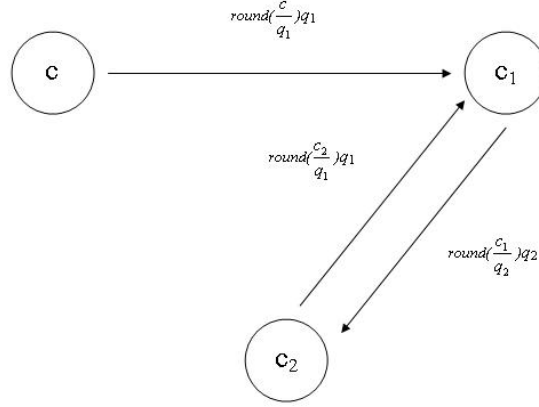 round(c/q₁)q₁
c
c₁
round(c₂/q₁)q₁
round(c₁/q₂)q₂
c₂